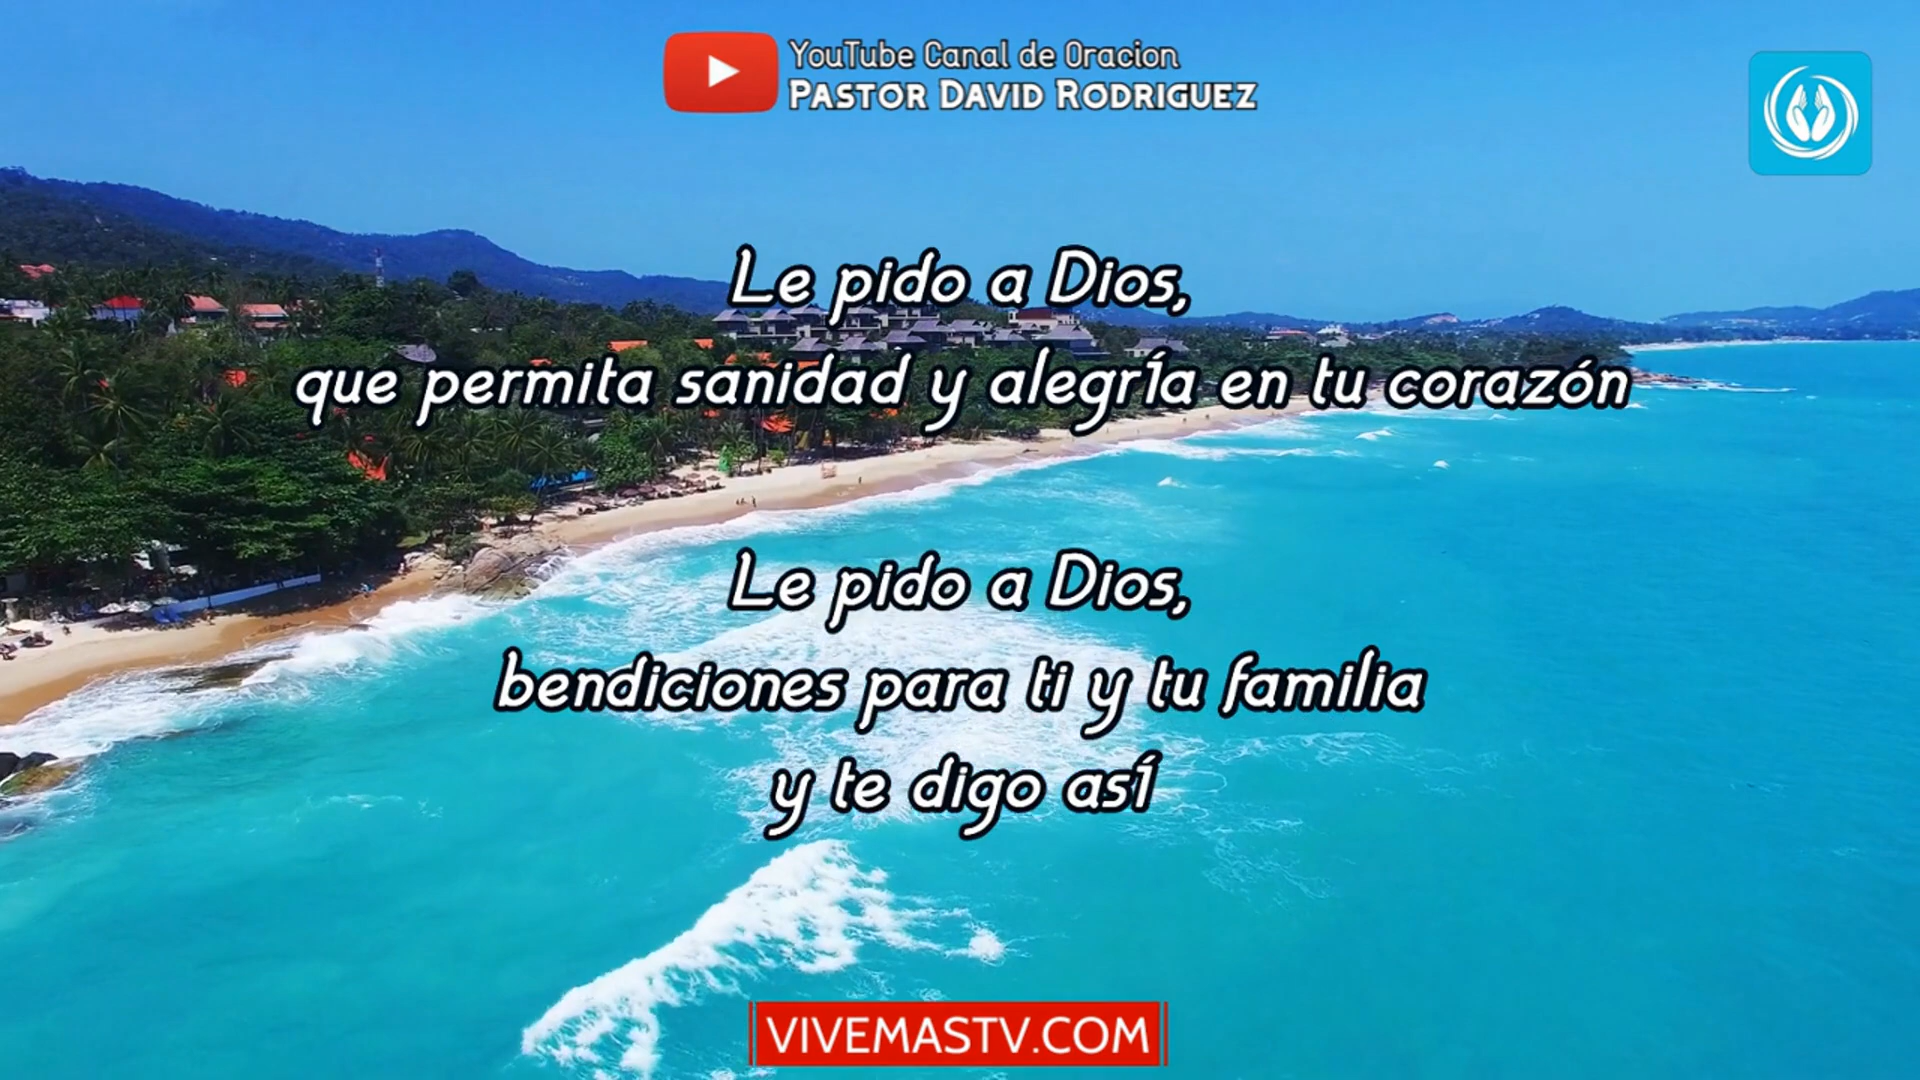 YouTube Canal de Oracion
PASTOR DAVID RODRIGUEZ
Le pido a Dios,
que permita sanidad y alegría en tu corazón
Le pido a Dios,
bendiciones para ti y tu familia
y te digo así
VIVEMASTV.COM